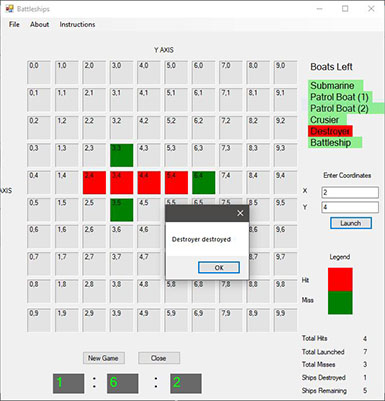 Battleships
File About Instructions
Y AXIS
0,0 1,0 2,0 3,0 4,0 5,0 6,0 7,0 8,0 9,0
0,1 1,1 2,1 3,1 4,1 5,1 6,1 7,1 8,1 9,1
0,2 1,2 2,2 3,2 4,2 5,2 6,2 7,2 8,2 9,2
0,3 1,3 2,3 3,3 4,3 5,3 6,3 7,3 8,3 9,3
0,4 1,4 2,4 3,4 4,4 5,4 6,4 7,4 8,4 9,4
AXIS
0,5 1,5 2,5 3,5 4,5 8,5 9,5
0,6 1,6 2,6 3,6 4,6 8,6 9,6
0,7 1,7 2,7 3,7 4,7 8,7 9,7
0,8 1,8 2,8 3,8 4,8 5,8 6,8 7,8 8,8 9,8
0,9 1,9 2,9 3,9 4,9 5,9 6,9 7,9 8,9 9,9
Destroyer destroyed
OK
New Game Close
1 : 6 : 2
Boats Left
Submarine
Patrol Boat (1)
Patrol Boat (2)
Crusier
Destroyer
Battleship
Enter Coordinates
X 2
Y 4
Launch
Legend
Hit
Miss
Total Hits 4
Total Launched 7
Total Misses 3
Ships Destroyed 1
Ships Remaining 5